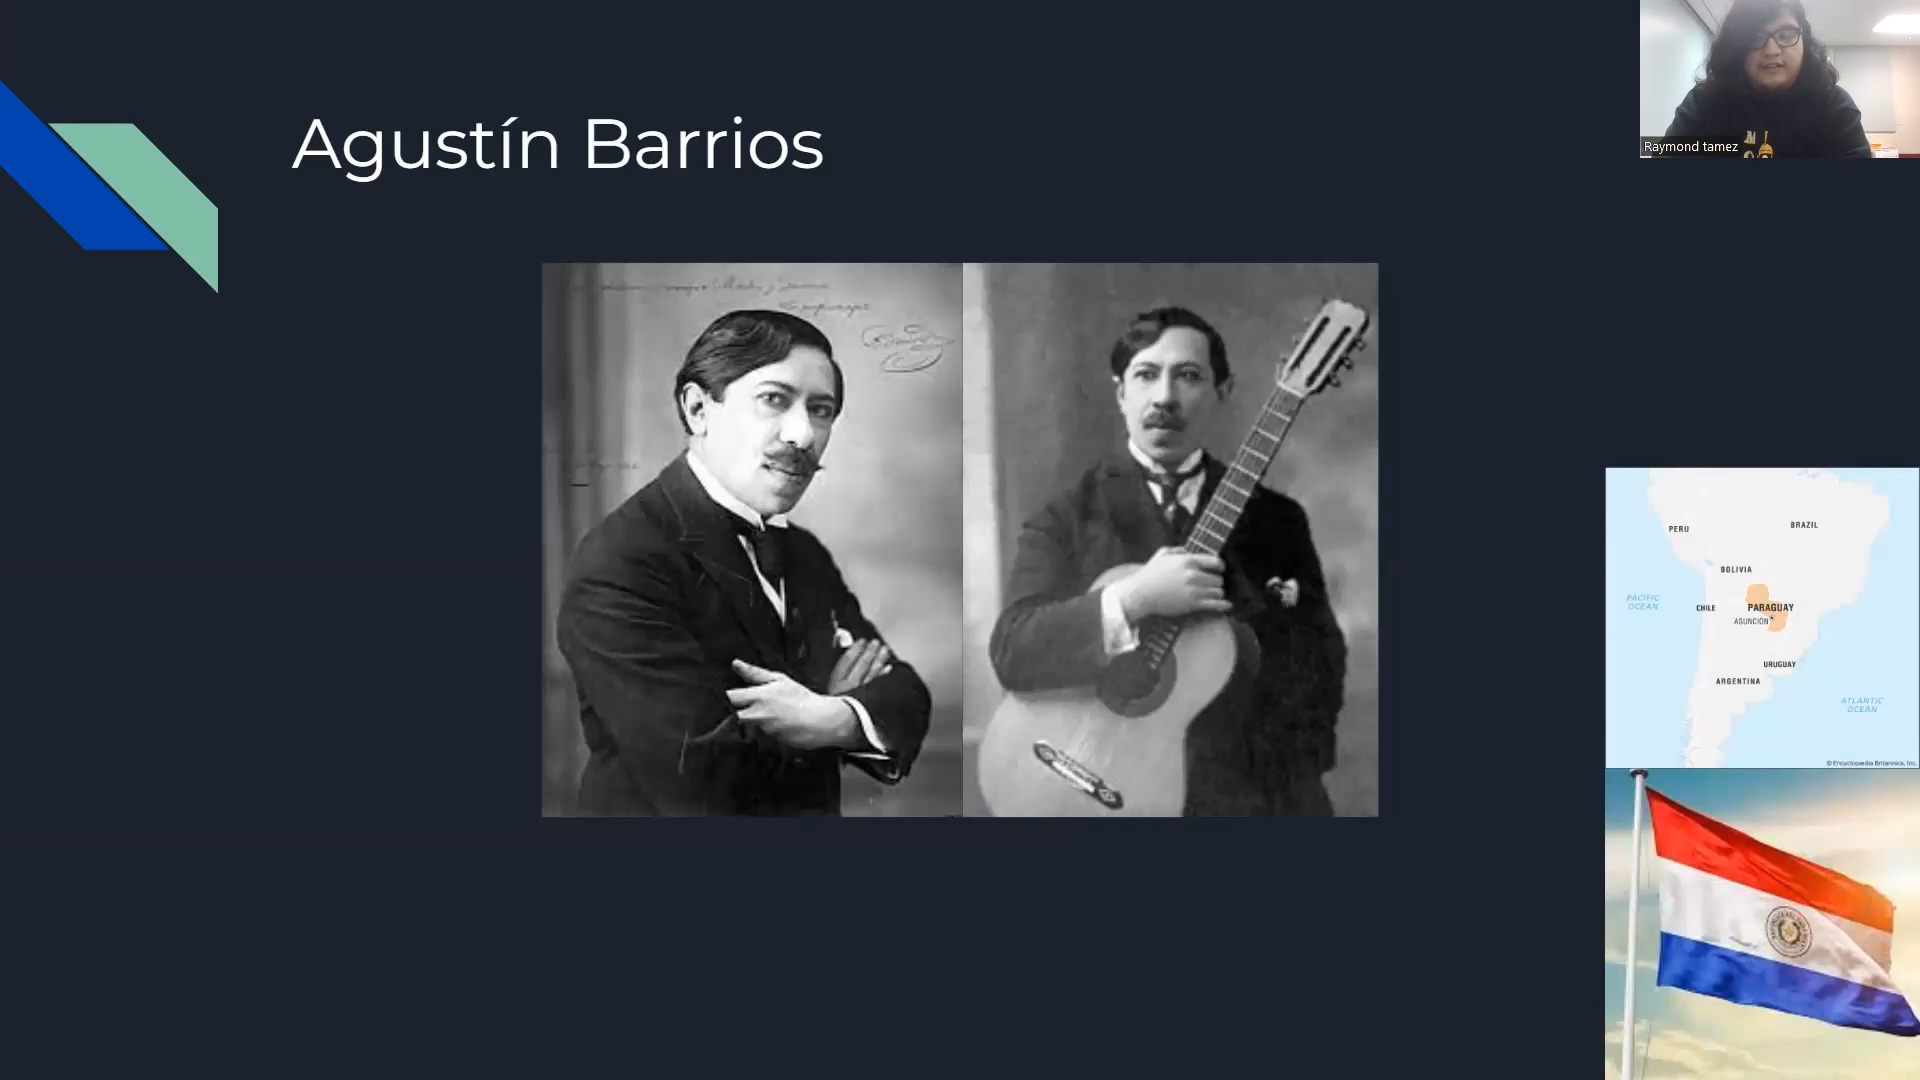 Agustín Barrios
Raymond tamez
PERU
BRAZIL
BOLIVIA
PACIFIC
OCEAN
CHILE
PARAGUAY
ASUNCIÓN
URUGUAY
ARGENTINA
ATLANTIC
OCEAN
© Encyclopædia Britannica, Inc.